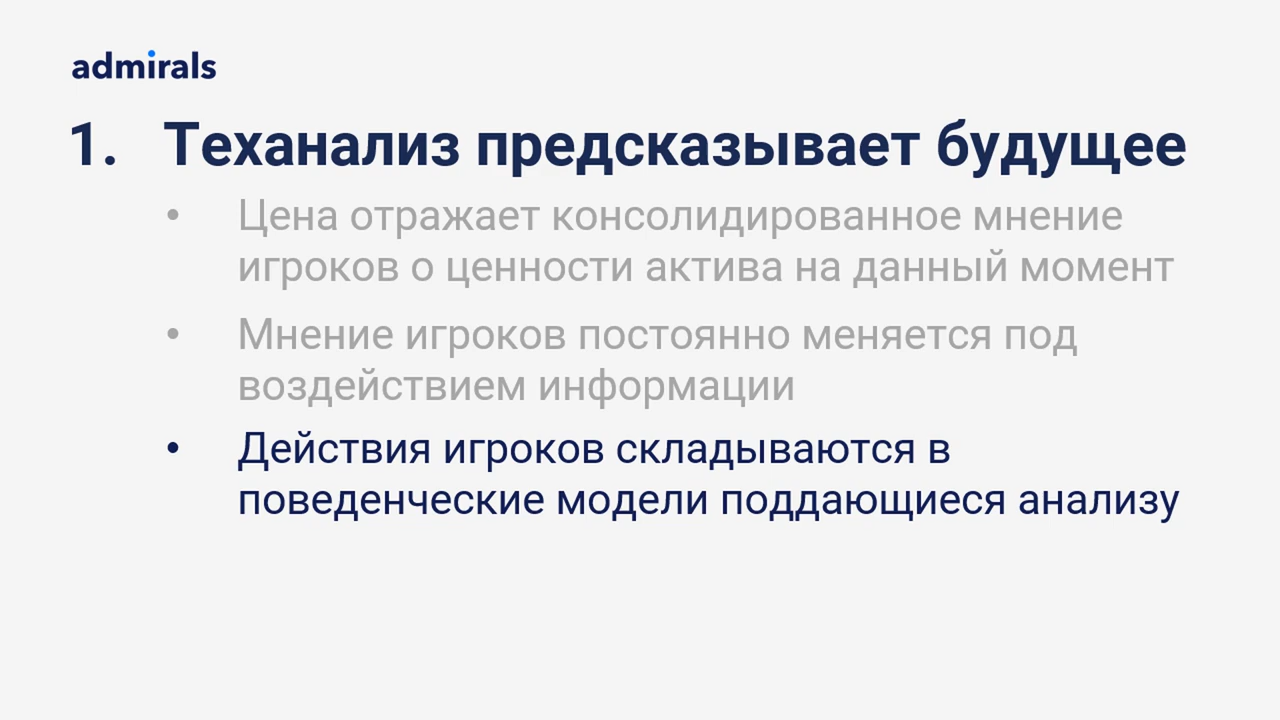 admirals
1. Теханализ предсказывает будущее
• Цена отражает консолидированное мнение
игроков о ценности актива на данный момент
• Мнение игроков постоянно меняется под
воздействием информации
• Действия игроков складываются в
поведенческие модели поддающиеся анализу